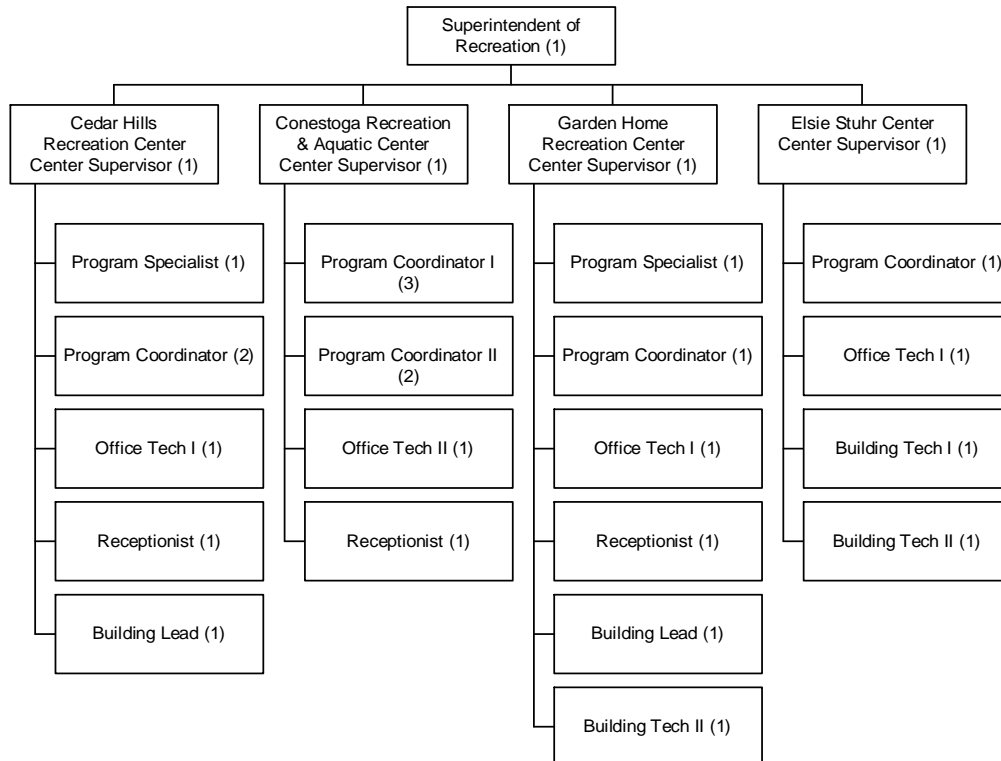 Superintendent of
Recreation (1)
Cedar Hills
Recreation Center
Center Supervisor (1)
Conestoga Recreation
& Aquatic Center
Center Supervisor (1)
Garden Home
Recreation Center
Center Supervisor (1)
Elsie Stuhr Center
Center Supervisor (1)
Program Specialist (1)
Program Coordinator (2)
Office Tech I (1)
Receptionist (1)
Building Lead (1)
Program Coordinator I
(3)
Program Coordinator II
(2)
Office Tech II (1)
Receptionist (1)
Program Specialist (1)
Program Coordinator (1)
Office Tech I (1)
Receptionist (1)
Building Lead (1)
Building Tech II (1)
Program Coordinator (1)
Office Tech I (1)
Building Tech I (1)
Building Tech II (1)